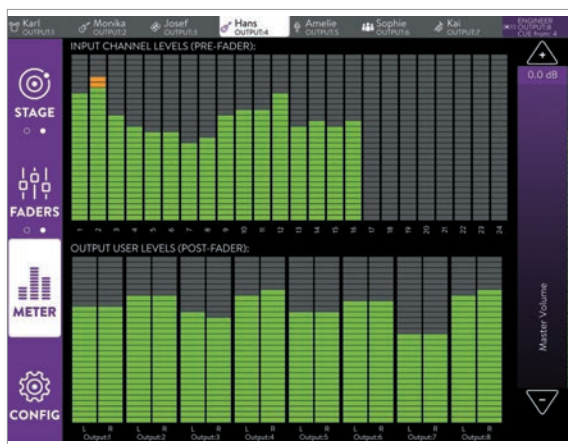 Karl Monika Josef Hans Amelie Sophie Kai ENGINEER
OUTPUT:1 OUTPUT:2 OUTPUT:3 OUTPUT:4 OUTPUT:5 OUTPUT:6 OUTPUT:7 OUTPUT:8
CUE from: 4
INPUT CHANNEL LEVELS (PRE-FADER):
+
0.0 dB
STAGE
FADERS
1 2 3 4 5 6 7 8 9 10 11 12 13 14 15 16 17 18 19 20 21 22 23 24
OUTPUT USER LEVELS (POST-FADER):
METER
Master Volume
CONFIG
L R L R L R L R L R L R L R L R
Output:1 Output:2 Output:3 Output:4 Output:5 Output:6 Output:7 Output:8